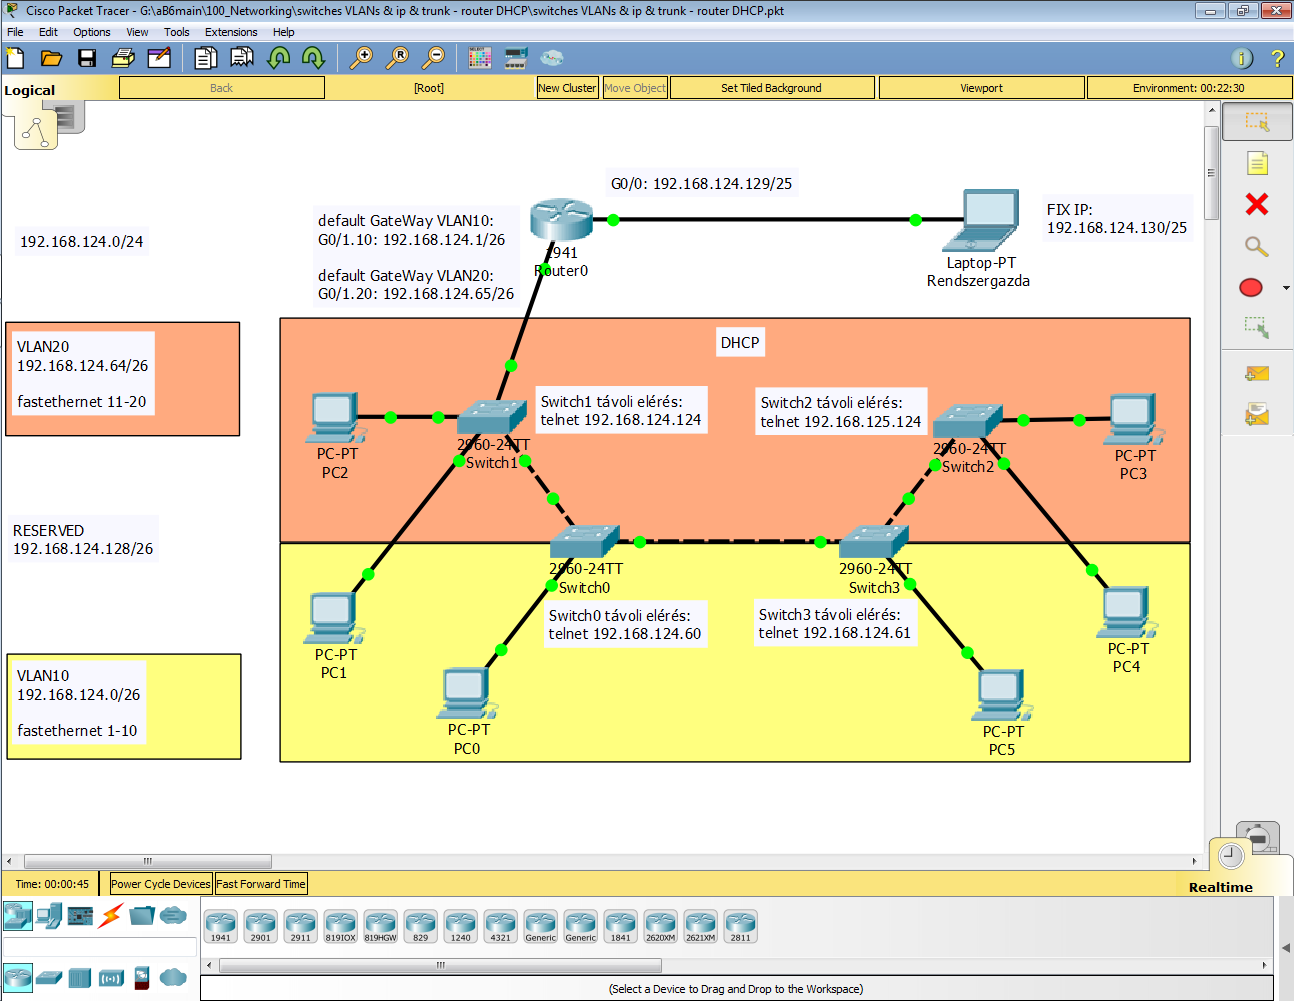 Cisco Packet Tracer - G:\aB6main\100_Networking\switches VLANs & ip & trunk - router DHCP\switches VLANs & ip & trunk - router DHCP.pkt
File Edit Options View Tools Extensions Help
Logical
Back
[Root]
New Cluster
Move Object
Set Tiled Background
Viewport
Environment: 00:22:30
G0/0: 192.168.124.129/25
default GateWay VLAN10:
G0/1.10: 192.168.124.1/26
default GateWay VLAN20:
G0/1.20: 192.168.124.65/26
1941
Router0
FIX IP:
192.168.124.130/25
Laptop-PT
Rendszergazda
192.168.124.0/24
VLAN20
192.168.124.64/26
fastethernet 11-20
DHCP
Switch1 távoli elérés:
telnet 192.168.124.124
Switch2 távoli elérés:
telnet 192.168.125.124
PC-PT
PC2
2960-24TT
Switch1
2960-24TT
Switch2
PC-PT
PC3
RESERVED
192.168.124.128/26
2960-24TT
Switch0
2960-24TT
Switch3
Switch0 távoli elérés:
telnet 192.168.124.60
Switch3 távoli elérés:
telnet 192.168.124.61
PC-PT
PC1
PC-PT
PC4
VLAN10
192.168.124.0/26
fastethernet 1-10
PC-PT
PC0
PC-PT
PC5
Time: 00:00:45
Power Cycle Devices
Fast Forward Time
Realtime
1941 2901 2911 819IOX 819HGW 829 1240 4321 Generic Generic 1841 2620XM 2621XM 2811
(Select a Device to Drag and Drop to the Workspace)